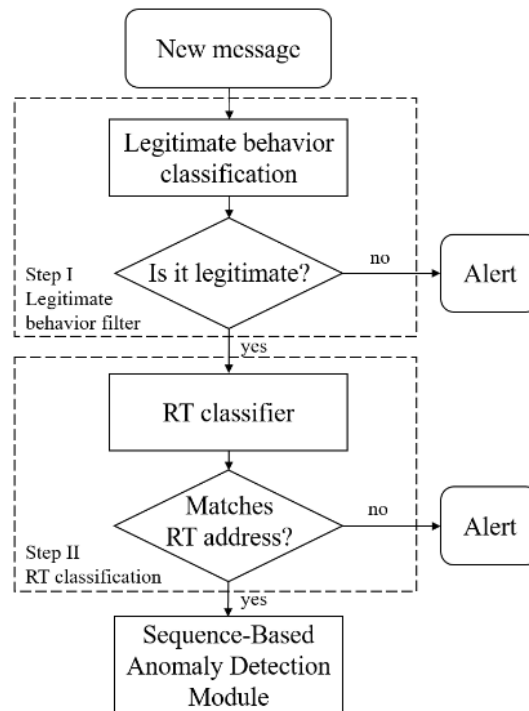 New message
Legitimate behavior
classification
Is it legitimate?
no
Alert
Step I
Legitimate
behavior filter
yes
RT classifier
Matches
RT address?
no
Alert
Step II
RT classification
yes
Sequence-Based
Anomaly Detection
Module